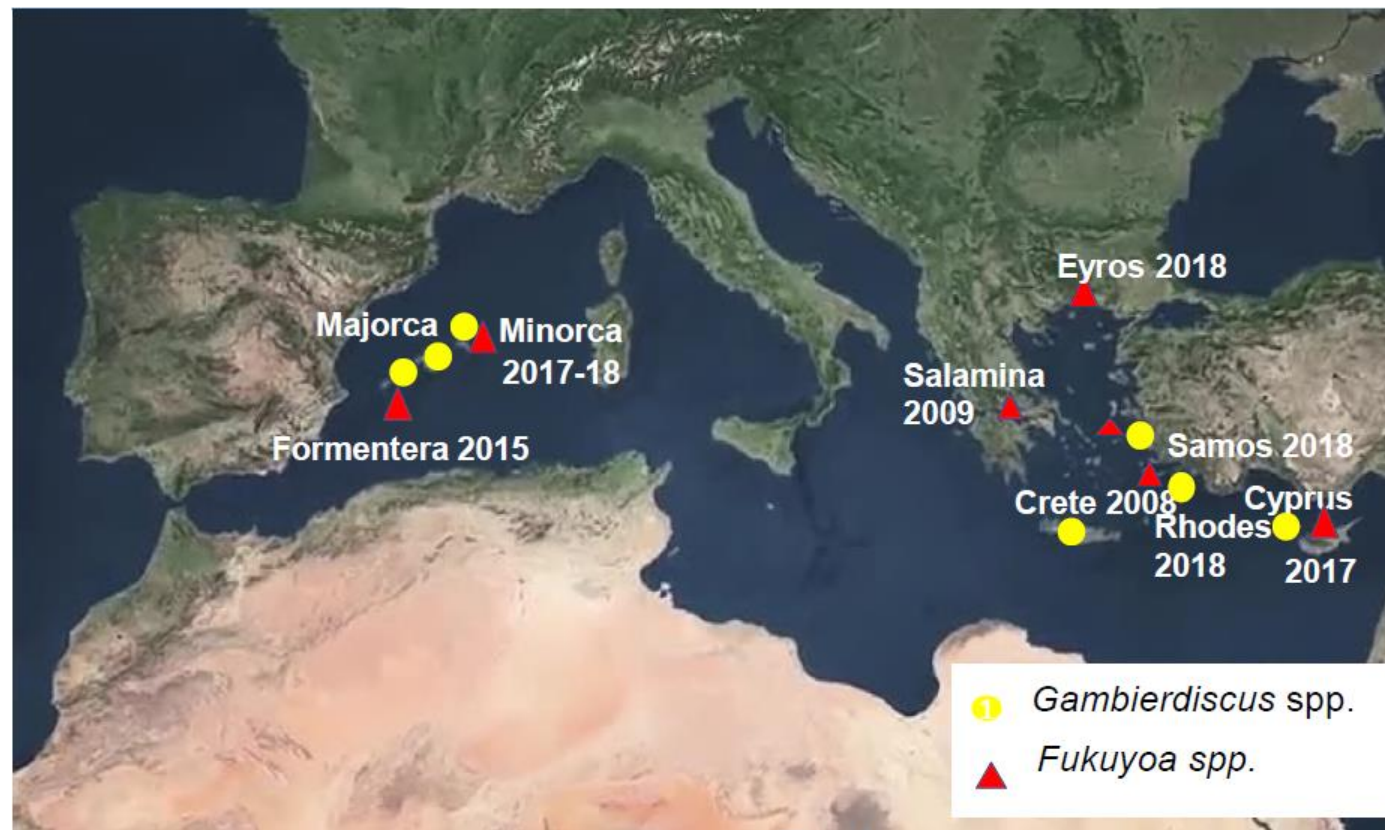 Eyros 2018
Majorca
Minorca
2017-18
Salamina
2009
Formentera 2015
Samos 2018
Crete 2008
Cyprus
Rhodes
2018
2017
1 Gambierdiscus spp.
Fukuyoa spp.